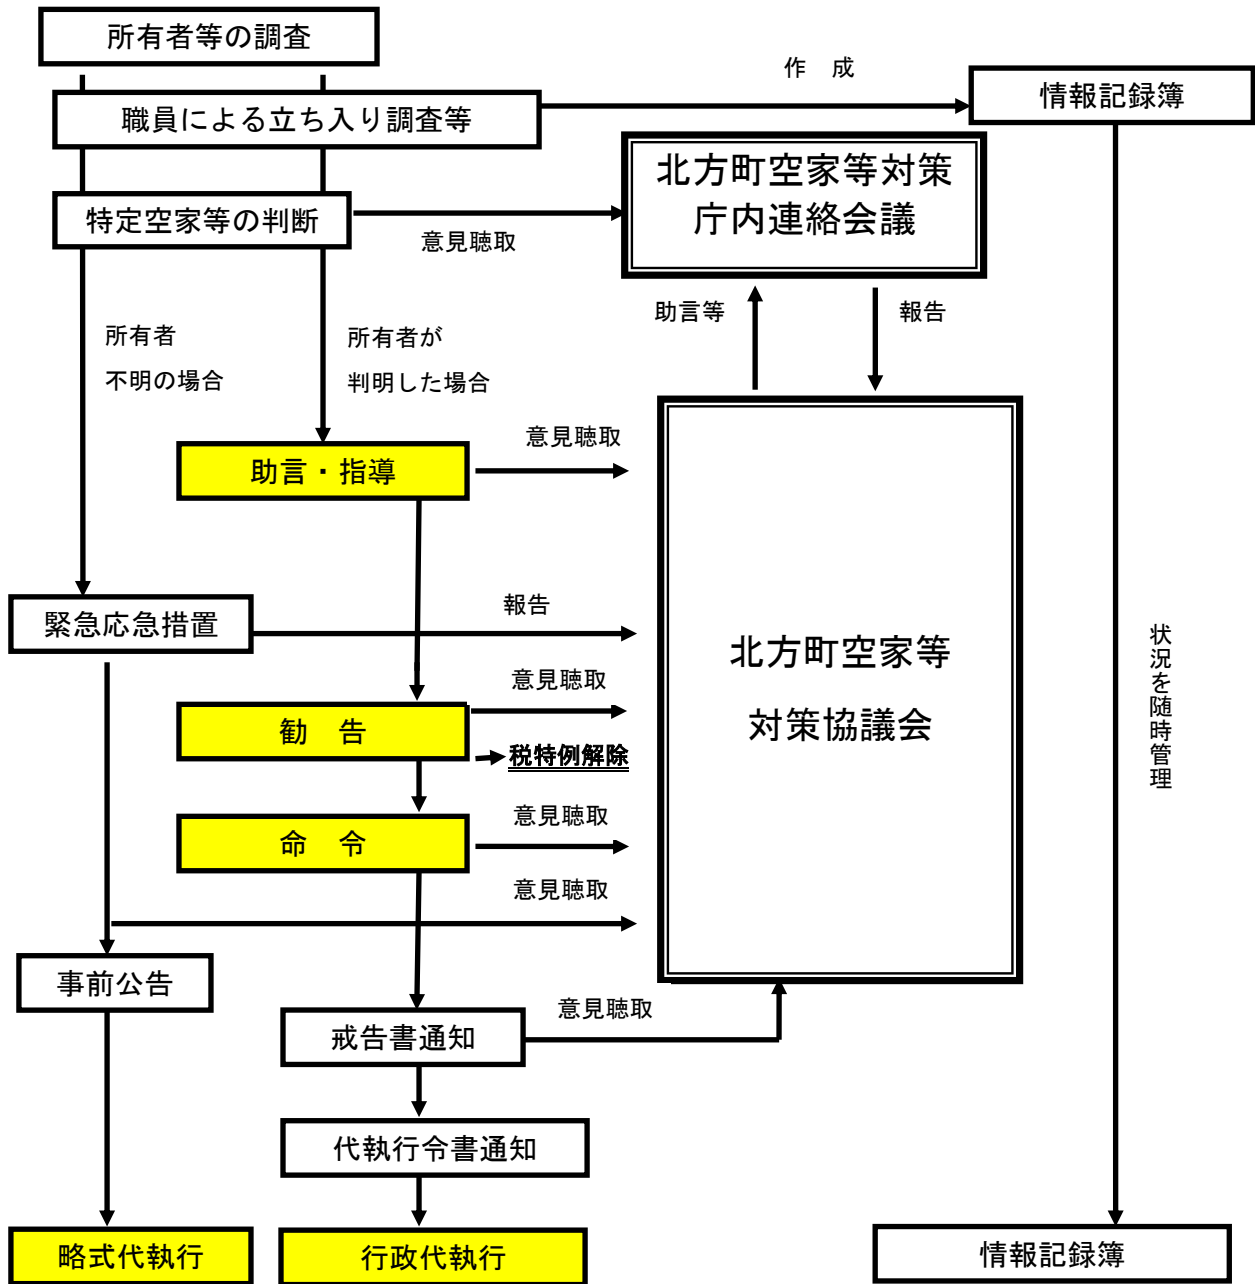 所有者等の調査
作　成
情報記録簿
職員による立ち入り調査等
北方町空家等対策
庁内連絡会議
特定空家等の判断
意見聴取
助言等
報告
所有者
不明の場合
所有者が
判明した場合
意見聴取
助言・指導
緊急応急措置
報告
北方町空家等
対策協議会
状況を随時管理
意見聴取
勧　告
税特例解除
意見聴取
命　令
意見聴取
事前公告
意見聴取
戒告書通知
代執行令書通知
略式代執行
行政代執行
情報記録簿